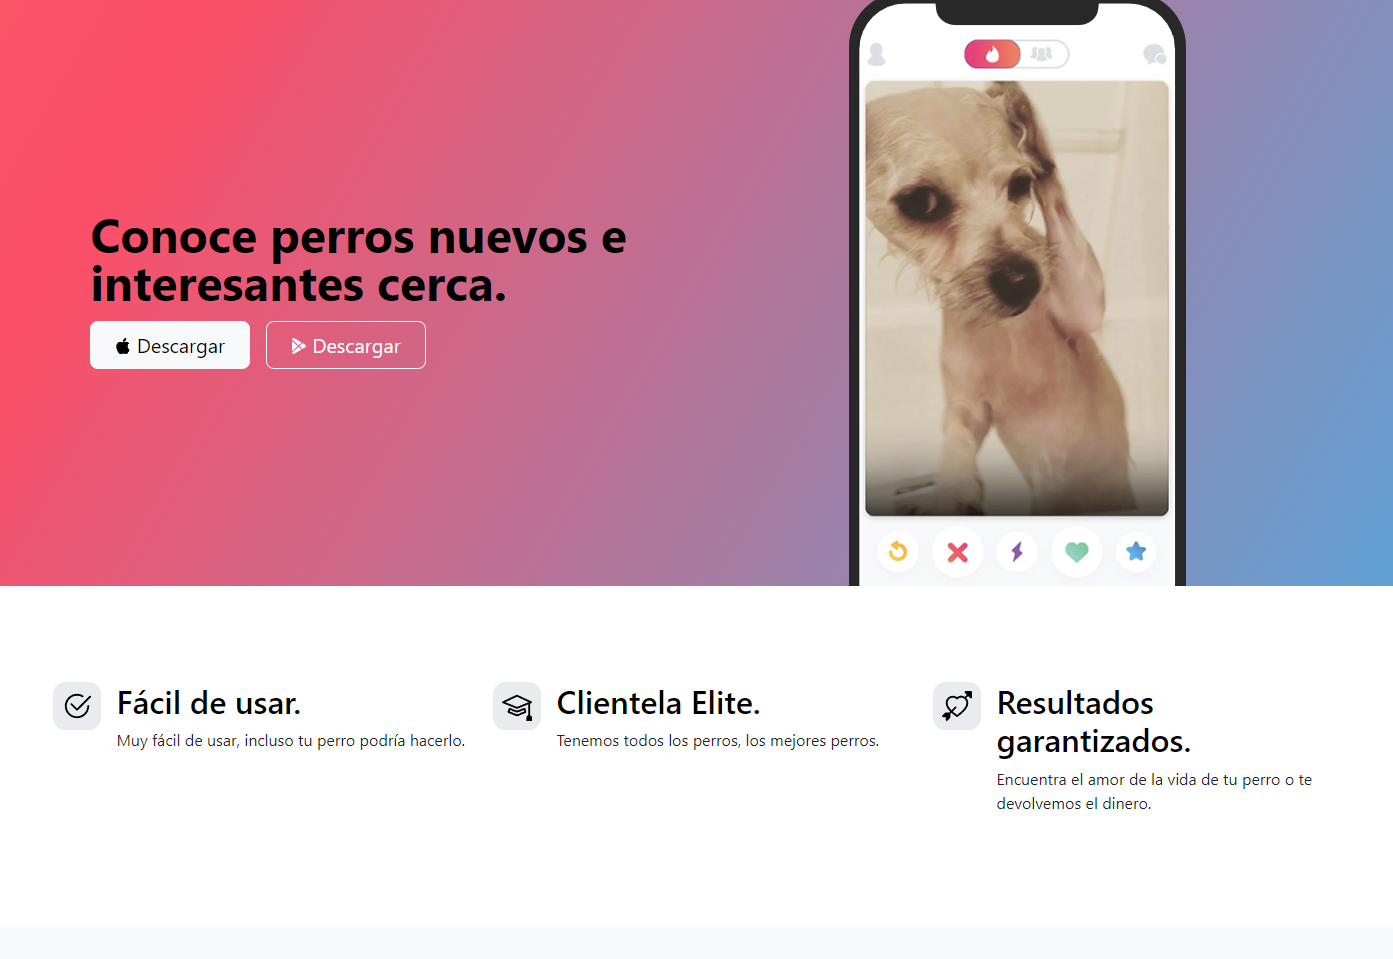 Conoce perros nuevos e
interesantes cerca.
Descargar
Descargar
Fácil de usar.
Muy fácil de usar, incluso tu perro podría hacerlo.
Clientela Elite.
Tenemos todos los perros, los mejores perros.
Resultados
garantizados.
Encuentra el amor de la vida de tu perro o te
devolvemos el dinero.